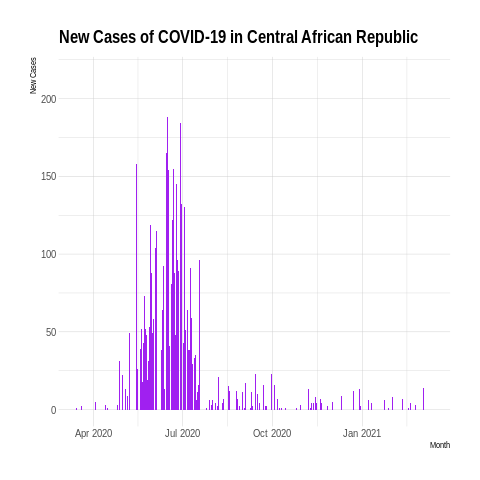 New Cases of COVID-19 in Central African Republic
New Cases
200
150
100
50
0
Apr 2020 Jul 2020 Oct 2020 Jan 2021
Month